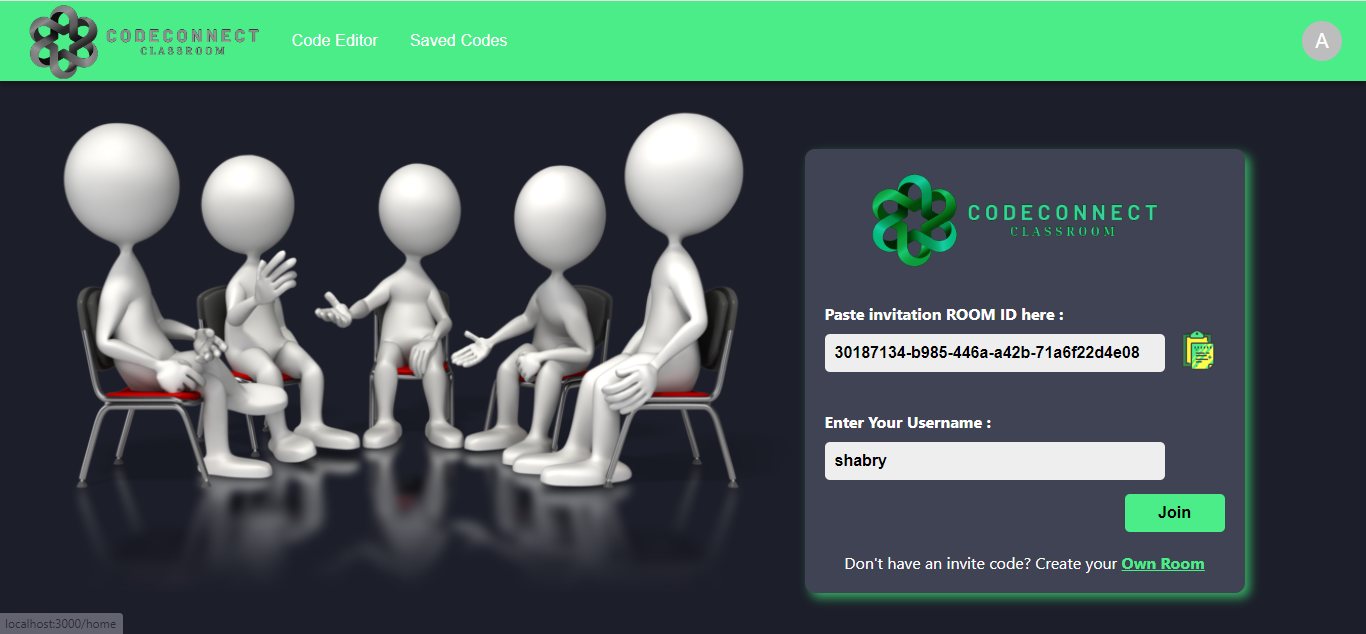 CODECONNECT
CLASSROOM
Code Editor
Saved Codes
A
CODECONNECT
CLASSROOM
Paste invitation ROOM ID here :
30187134-b985-446a-a42b-71a6f22d4e08
Enter Your Username :
shabry
Join
Don't have an invite code? Create your Own Room
localhost:3000/home